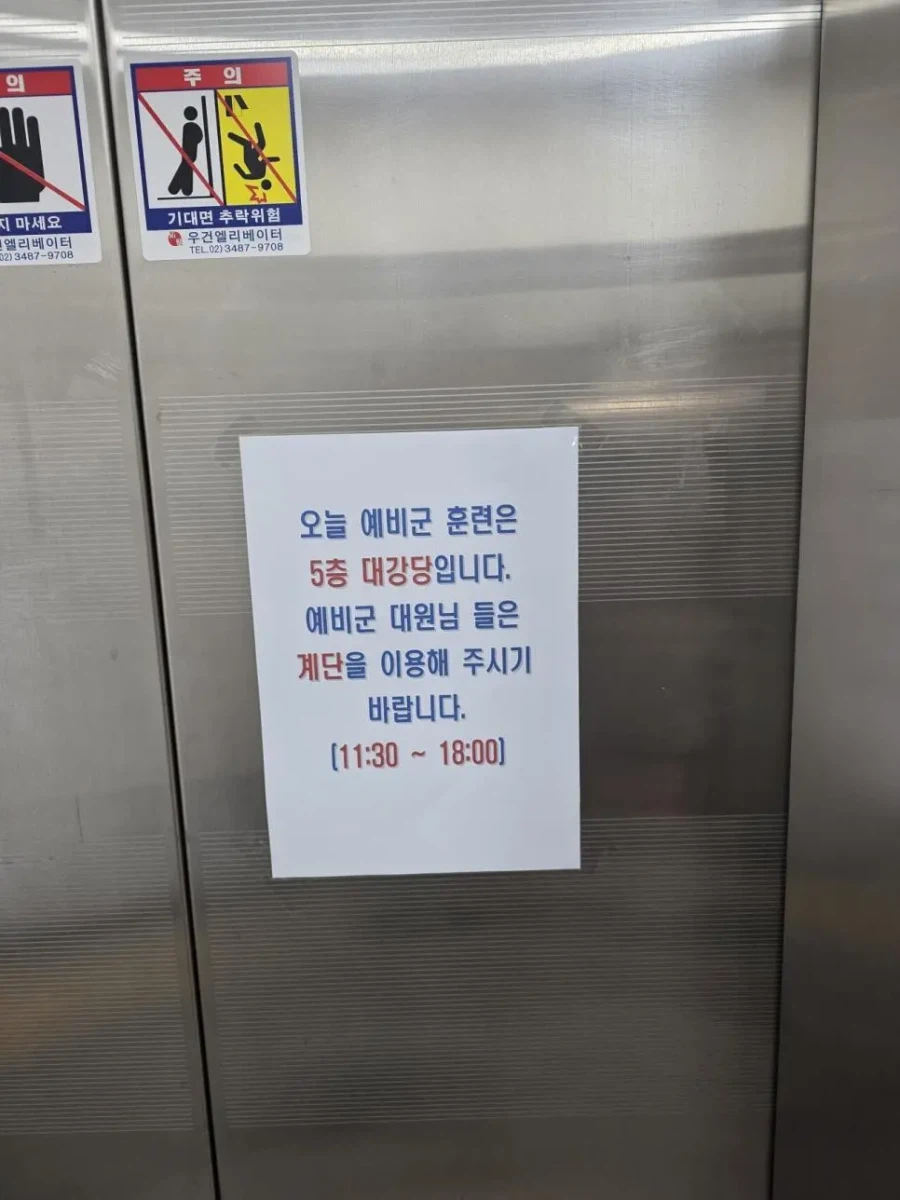 의
지 마세요
엘리베이터
02) 3487-9708
주 의
기대면 추락위험
우건엘리베이터
TEL.02) 3487-9708
오늘 예비군 훈련은
5층 대강당입니다.
예비군 대원님 들은
계단을 이용해 주시기
바랍니다.
[11:30 ~ 18:00]